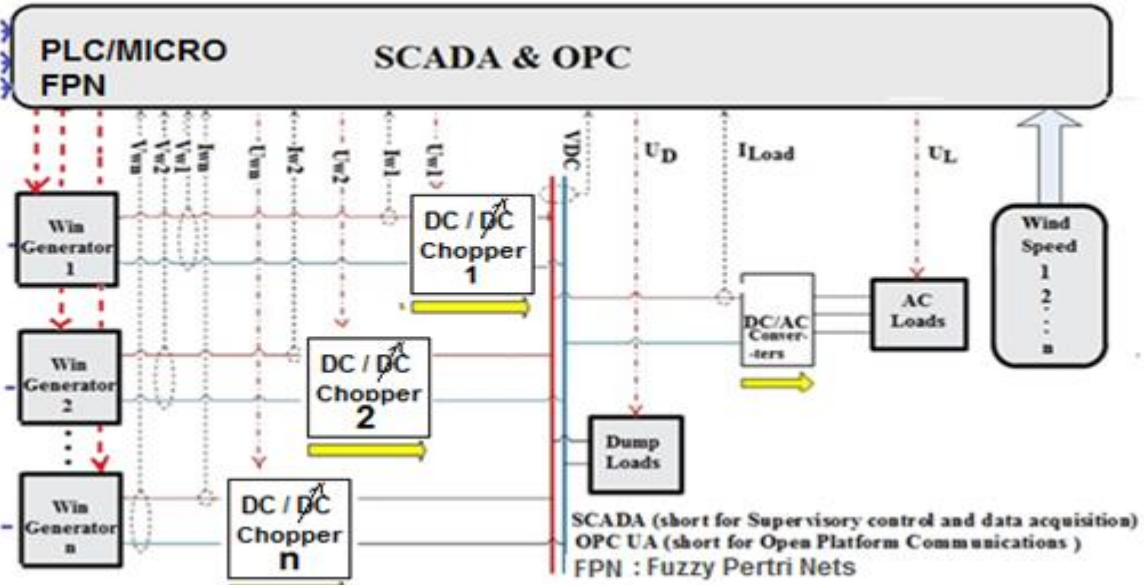 PLC/MICRO
FPN
SCADA & OPC
Vwn
Vw2
Vw1
Iwn
Uwn
Iw2
Uw2
Iw1
Uw1
VDC
UD
ILoad
UL
Win
Generator
1
DC / DC
Chopper
1
Wind
Speed
1
2
n
AC
Loads
DC/AC
Conver-
-ters
Win
Generator
2
DC / DC
Chopper
2
Dump
Loads
Win
Generator
n
DC / DC
Chopper
n
SCADA (short for Supervisory control and data acquisition)
OPC UA (short for Open Platform Communications )
FPN : Fuzzy Pertri Nets